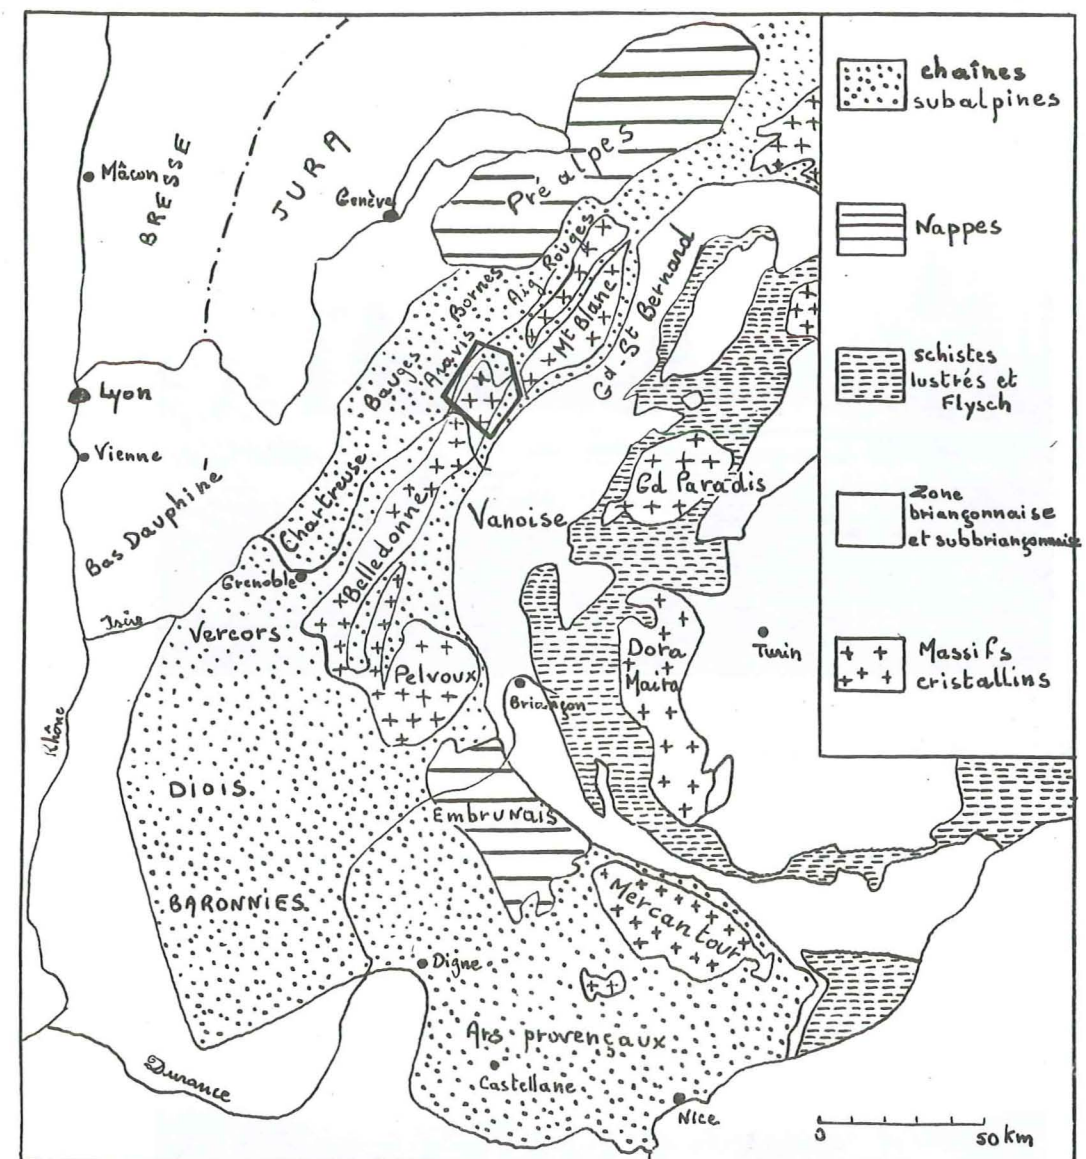 chaînes
subalpines
Nappes
schistes
lustrés et
Flysch
Zone
briançonnaise
et subbriançonnaise
Massifs
cristallins
Mâcon
BRESSE
JURA
Genève
Préalpes
Aig Rouges
Bornes
Mt Blanc
Gd St Bernard
Aravis
Bauges
Lyon
Vienne
Bas Dauphiné
Chartreuse
Belledonne
Vanoise
Gd Paradis
Grenoble
Isère
Vercors
Pelvoux
Dora
Maira
Turin
Briançon
Rhône
DIOIS
EMBRUNAIS
BARONNIES
Mercantour
Digne
Ars provençaux
Castellane
Durance
Nice
0 50 km